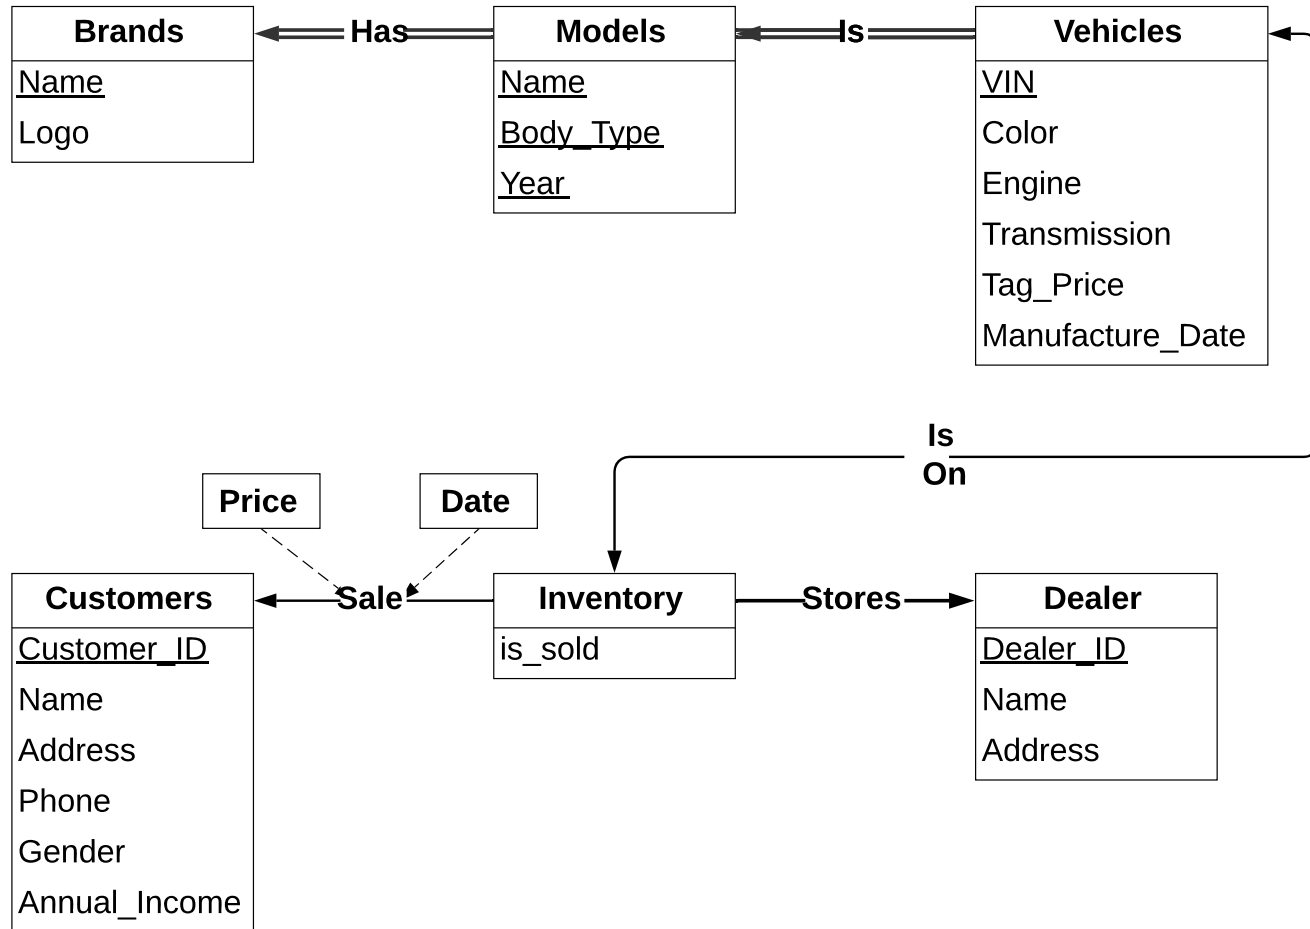 Brands
Has
Models
Is
Vehicles
Name
Logo
Name
Body_Type
Year
VIN
Color
Engine
Transmission
Tag_Price
Manufacture_Date
Is
On
Price
Date
Customers
Sale
Inventory
Stores
Dealer
Customer_ID
Name
Address
Phone
Gender
Annual_Income
is_sold
Dealer_ID
Name
Address